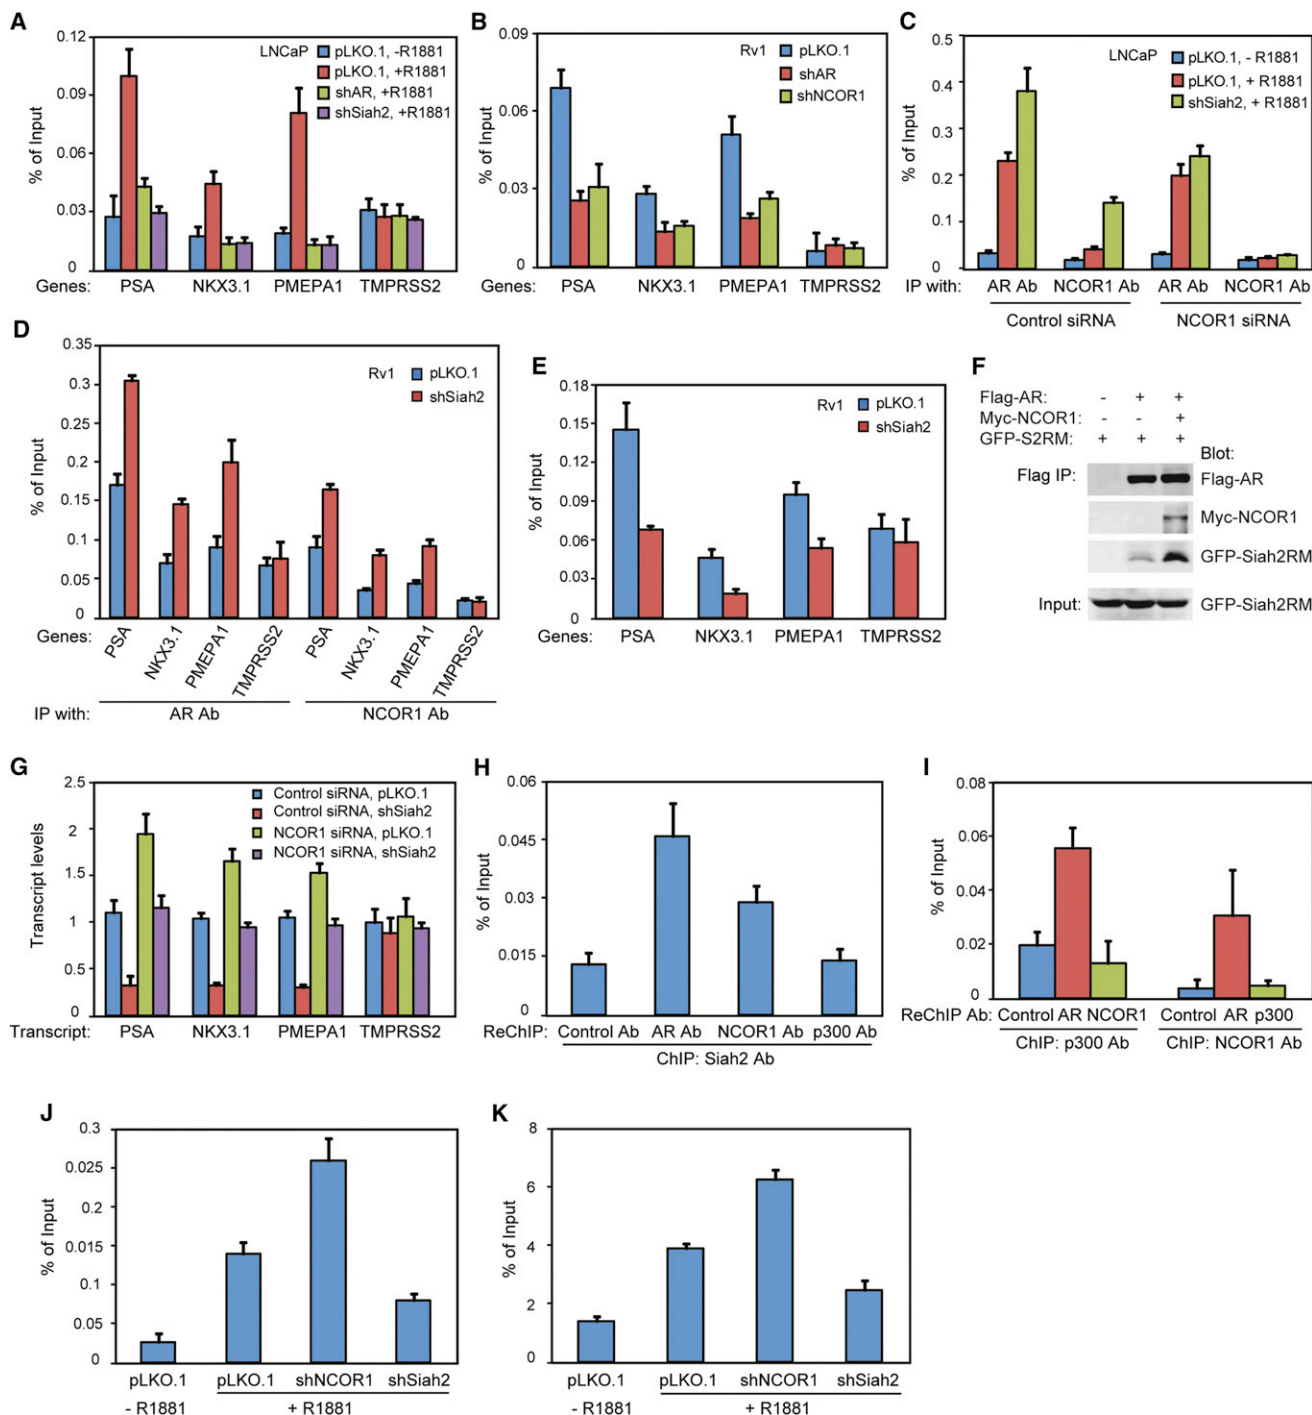 A
0.12
0.09
0.06
0.03
0
% of Input
LNCaP
pLKO.1, -R1881
pLKO.1, +R1881
shAR, +R1881
shSiah2, +R1881
Genes: PSA NKX3.1 PMEPA1 TMPRSS2
B
0.09
0.06
0.03
0
% of Input
Rv1
pLKO.1
shAR
shNCOR1
Genes: PSA NKX3.1 PMEPA1 TMPRSS2
C
0.5
0.4
0.3
0.2
0.1
0
% of Input
LNCaP
pLKO.1, - R1881
pLKO.1, + R1881
shSiah2, + R1881
IP with: AR Ab NCOR1 Ab AR Ab NCOR1 Ab
Control siRNA NCOR1 siRNA
D
0.35
0.3
0.25
0.2
0.15
0.1
0.05
0
% of Input
Rv1
pLKO.1
shSiah2
Genes: PSA NKX3.1 PMEPA1 TMPRSS2 PSA NKX3.1 PMEPA1 TMPRSS2
IP with: AR Ab NCOR1 Ab
E
0.18
0.15
0.12
0.09
0.06
0.03
0
% of Input
Rv1
pLKO.1
shSiah2
Genes: PSA NKX3.1 PMEPA1 TMPRSS2
F
Flag-AR: - + +
Myc-NCOR1: - - +
GFP-S2RM: + + +
Blot:
Flag IP: Flag-AR
Myc-NCOR1
GFP-Siah2RM
Input: GFP-Siah2RM
G
2.5
2
1.5
1
0.5
0
Transcript levels
Control siRNA, pLKO.1
Control siRNA, shSiah2
NCOR1 siRNA, pLKO.1
NCOR1 siRNA, shSiah2
Transcript: PSA NKX3.1 PMEPA1 TMPRSS2
H
0.06
0.045
0.03
0.015
0
% of Input
ReChIP: Control Ab AR Ab NCOR1 Ab p300 Ab
ChIP: Siah2 Ab
I
0.08
0.06
0.04
0.02
0
% of Input
ReChIP Ab: Control AR NCOR1 Control AR p300
ChIP: p300 Ab ChIP: NCOR1 Ab
J
0.3
0.025
0.2
0.015
0.1
0.05
0
% of Input
pLKO.1 pLKO.1 shNCOR1 shSiah2
- R1881 + R1881
K
8
6
4
2
0
% of Input
pLKO.1 pLKO.1 shNCOR1 shSiah2
- R1881 + R1881